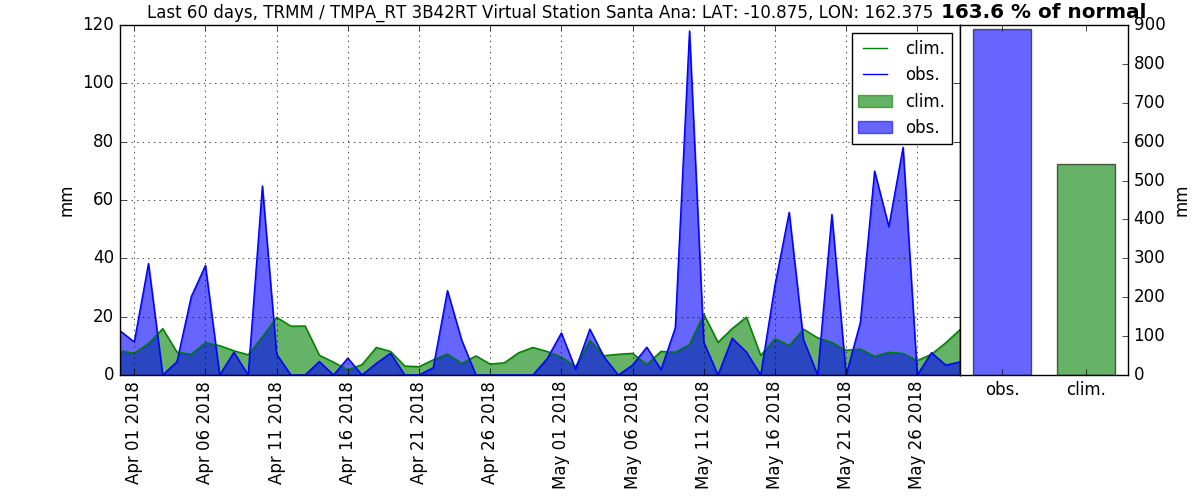 Last 60 days, TRMM / TMPA_RT 3B42RT Virtual Station Santa Ana: LAT: -10.875, LON: 162.375 163.6 % of normal
120
100
80
60
40
20
0
mm
clim.
obs.
clim.
obs.
Apr 01 2018
Apr 06 2018
Apr 11 2018
Apr 16 2018
Apr 21 2018
Apr 26 2018
May 01 2018
May 06 2018
May 11 2018
May 16 2018
May 21 2018
May 26 2018
900
800
700
600
500
400
300
200
100
0
mm
obs.
clim.